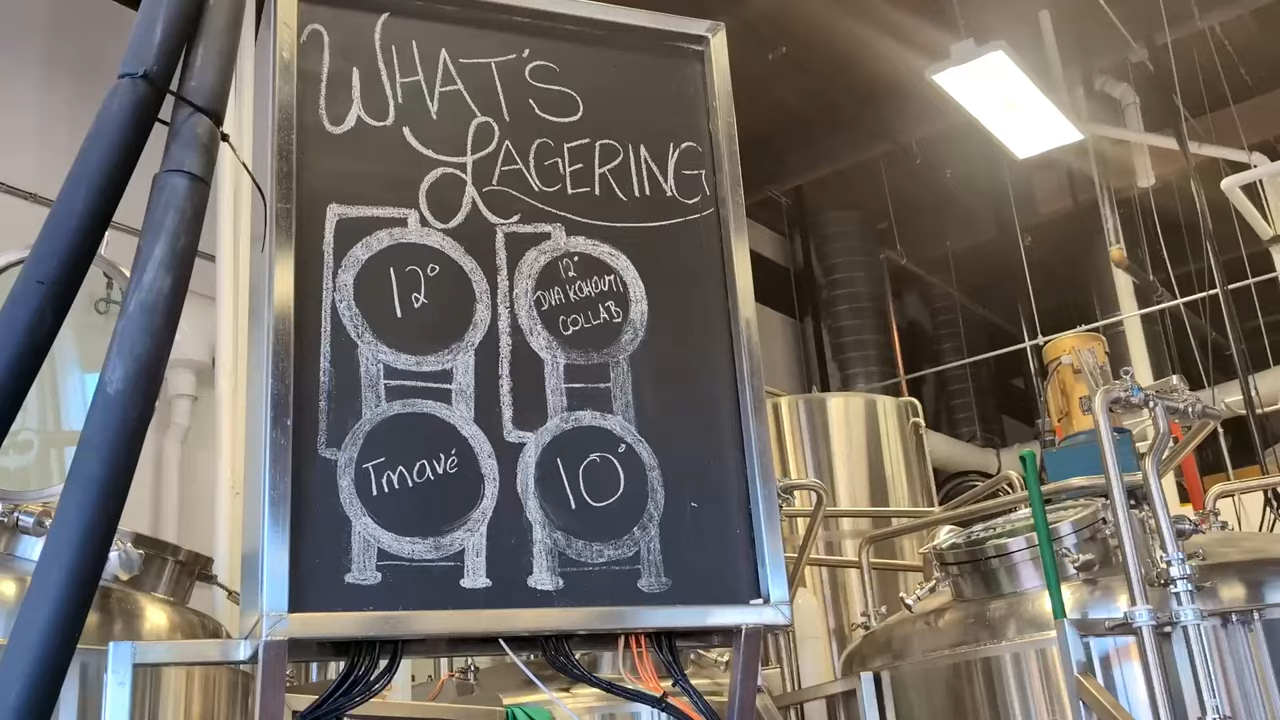 WHAT'S
LAGERING
12°
12°
DVA KOHOUTI
COLLAB
Tmavé
10°